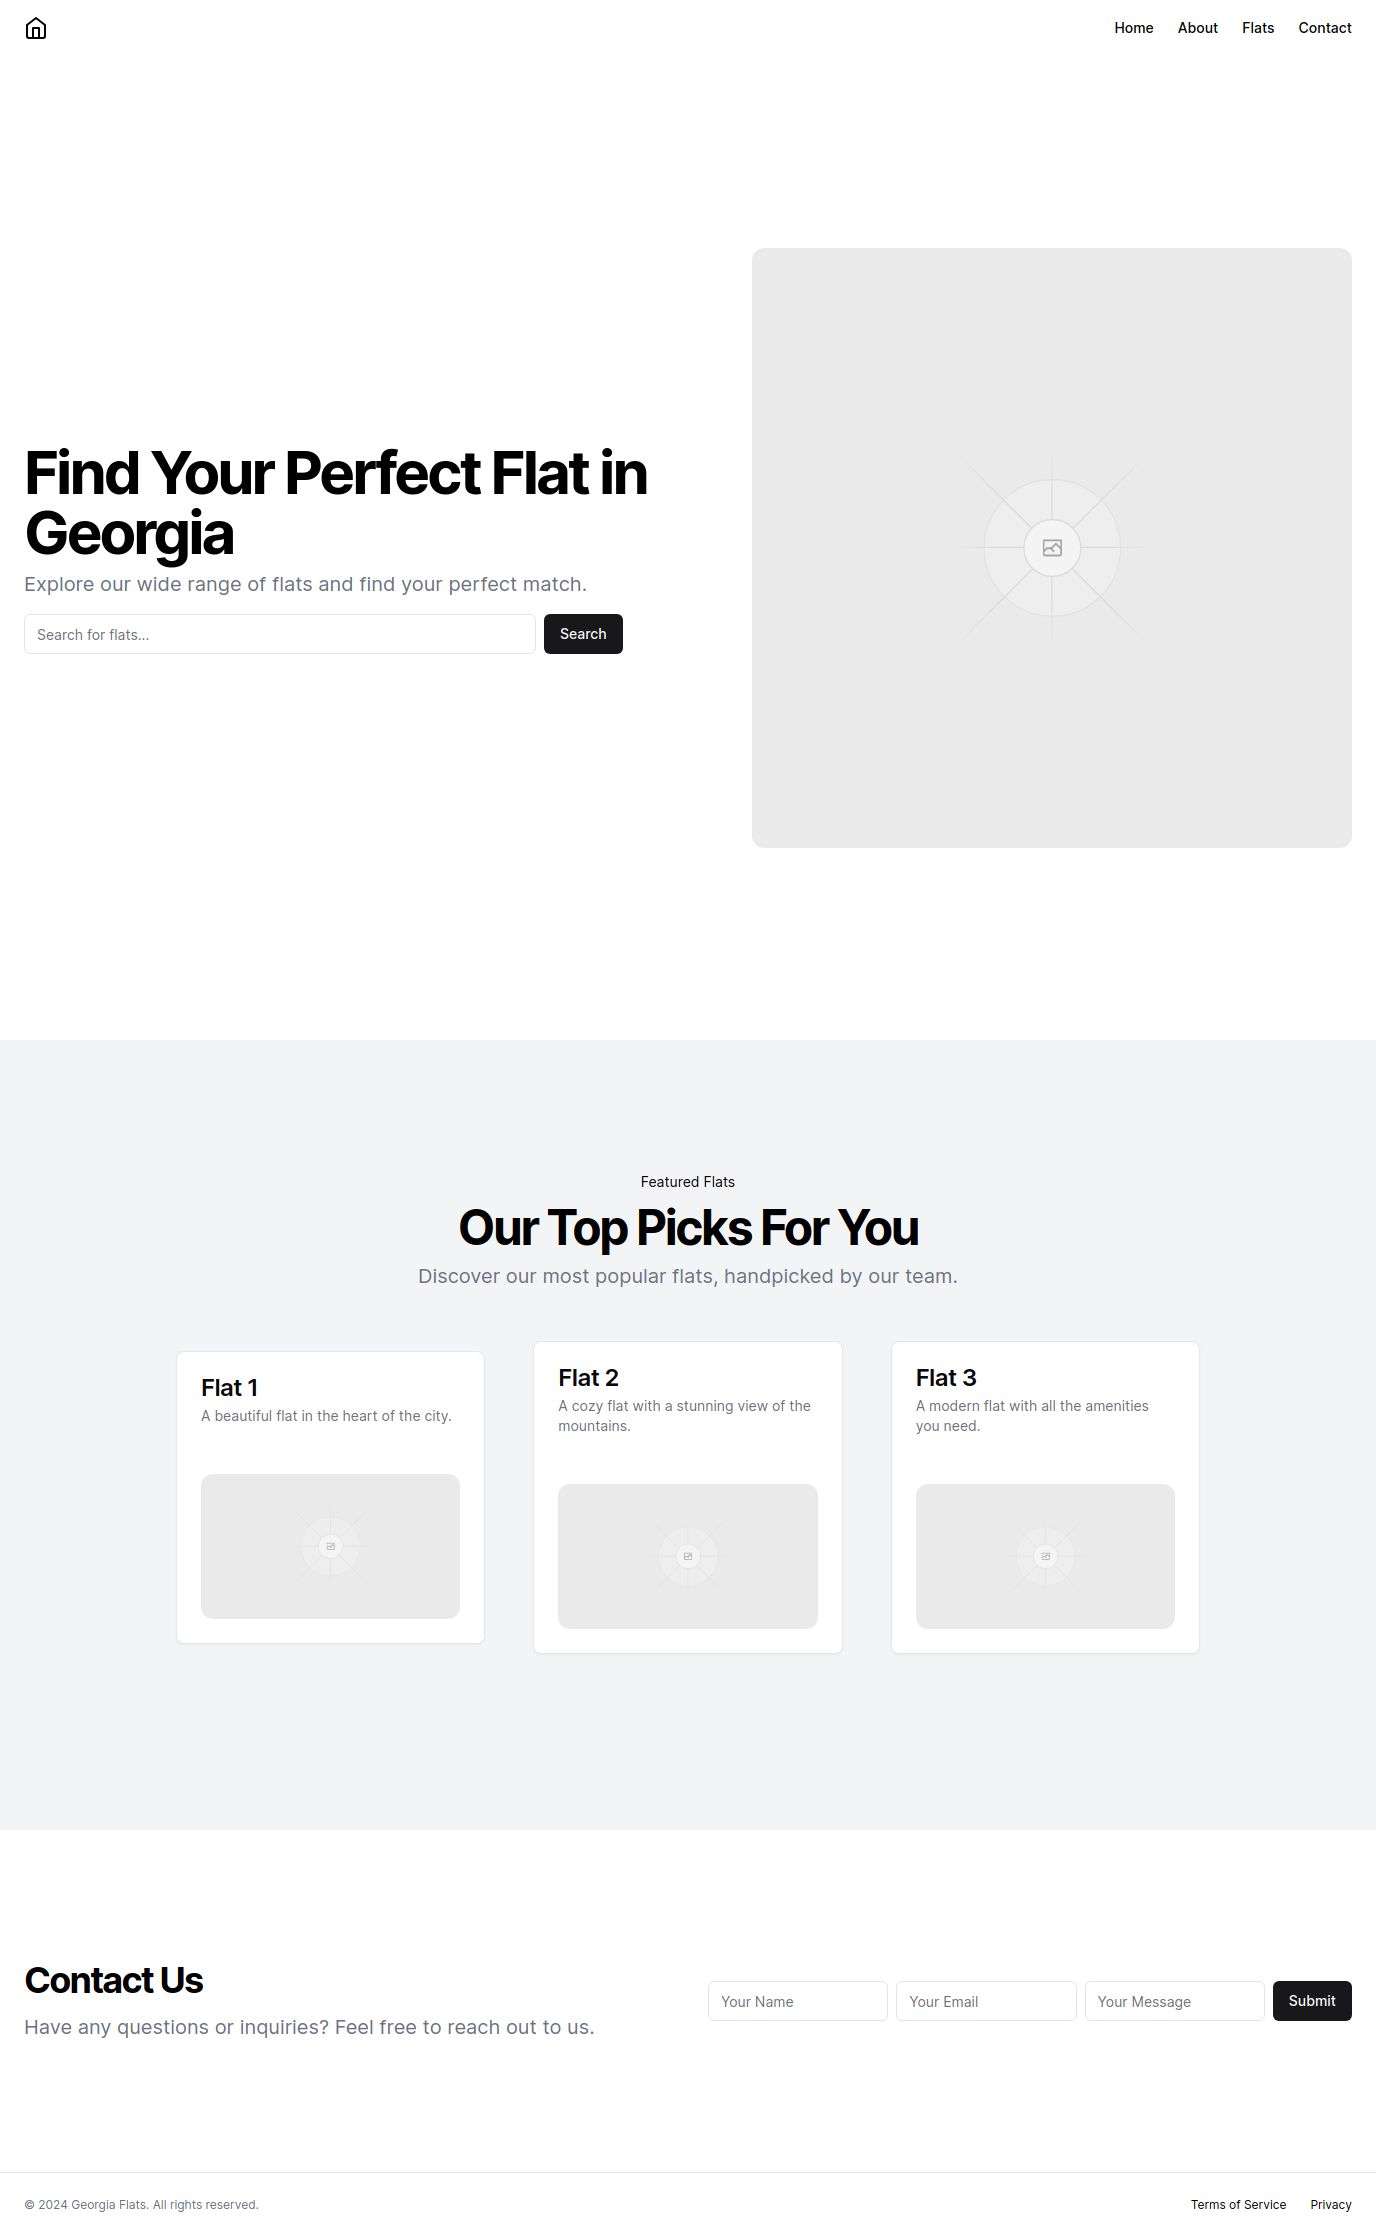 Home About Flats Contact
Find Your Perfect Flat in
Georgia
Explore our wide range of flats and find your perfect match.
Search for flats...
Search
Featured Flats
Our Top Picks For You
Discover our most popular flats, handpicked by our team.
Flat 1
A beautiful flat in the heart of the city.
Flat 2
A cozy flat with a stunning view of the
mountains.
Flat 3
A modern flat with all the amenities
you need.
Contact Us
Have any questions or inquiries? Feel free to reach out to us.
Your Name
Your Email
Your Message
Submit
© 2024 Georgia Flats. All rights reserved.
Terms of Service Privacy